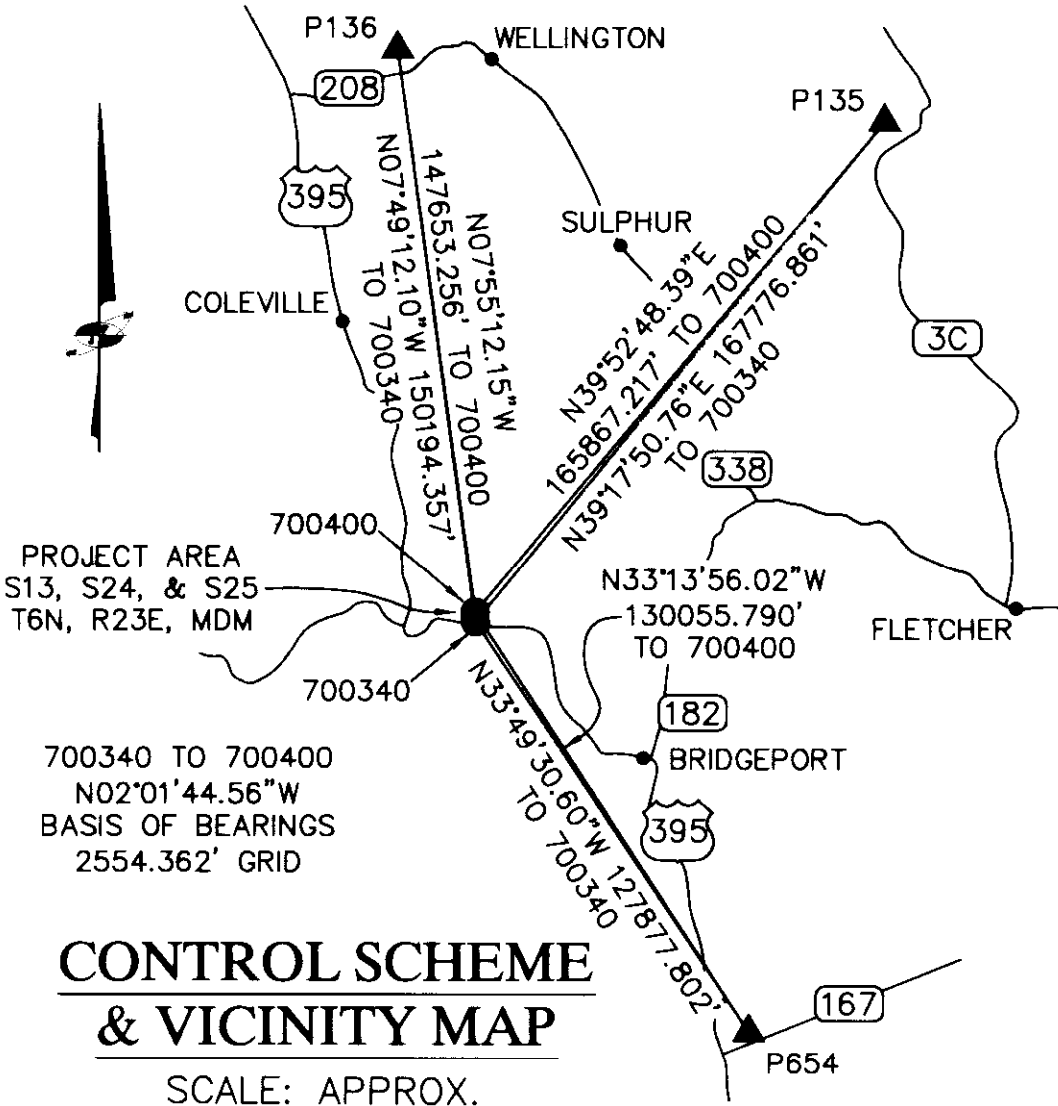 P136
WELLINGTON
208
P135
395
N07°55'12.15"W
147653.256' TO 700400
N07°49'12.10"W 150194.357'
TO 700340
SULPHUR
COLEVILLE
N39°52'48.39"E
165867.217' TO 700400
N39°17'50.76"E 167776.861'
TO 700340
3C
338
700400
PROJECT AREA
S13, S24, & S25
T6N, R23E, MDM
N33°13'56.02"W
130055.790'
TO 700400
FLETCHER
700340
182
BRIDGEPORT
N33°49'30.60"W 127877.802'
TO 700340
395
700340 TO 700400
N02°01'44.56"W
BASIS OF BEARINGS
2554.362' GRID
CONTROL SCHEME
& VICINITY MAP
SCALE: APPROX.
167
P654